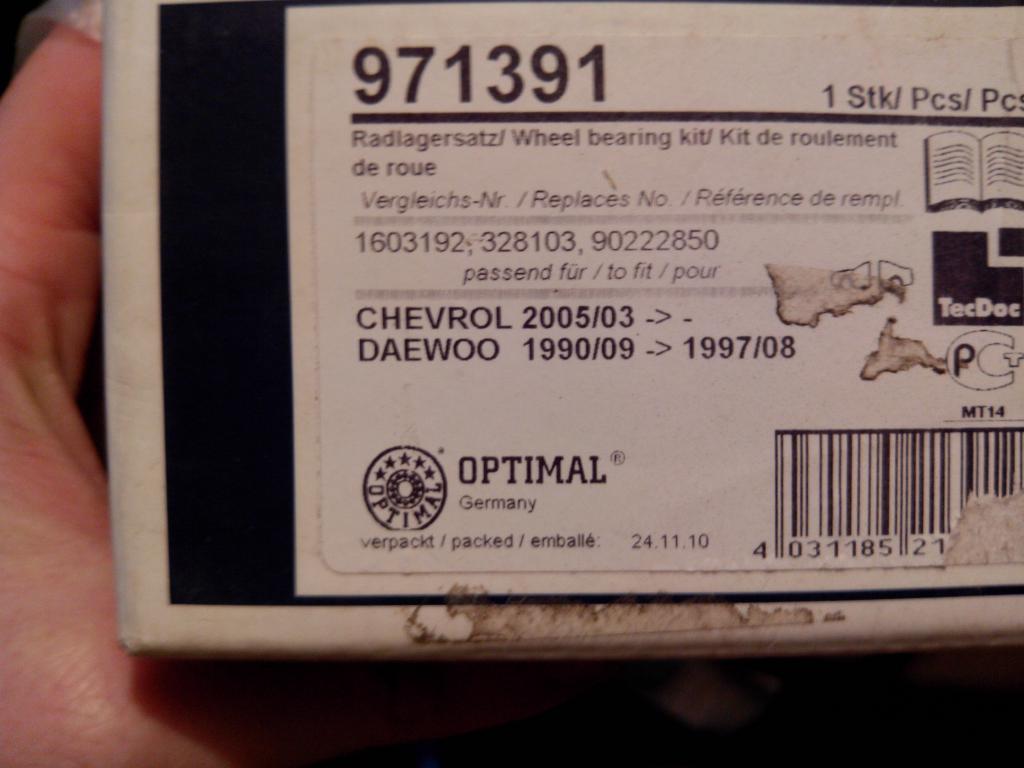 971391
1 Stk/ Pcs/ Pcs
Radlagersatz/ Wheel bearing kit/ Kit de roulement
de roue
Vergleichs-Nr. / Replaces No. / Référence de rempl.
1603192, 328103, 90222850
passend für / to fit / pour
CHEVROL 2005/03 -> -
DAEWOO 1990/09 -> 1997/08
TecDoc
PC+
MT14
OPTIMAL
OPTIMAL®
Germany
verpackt / packed / emballé: 24.11.10
4 031185 21